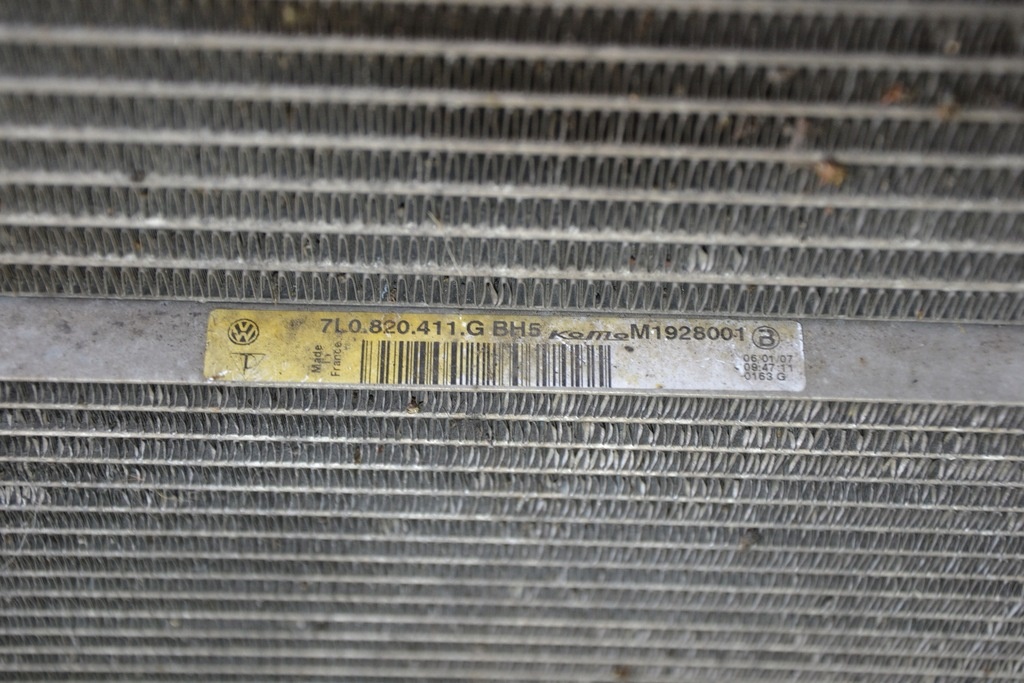 7L0.820.411.G BH5 Komo M1928001 B
Made in France
06/01/07
09:47:11
0163 G